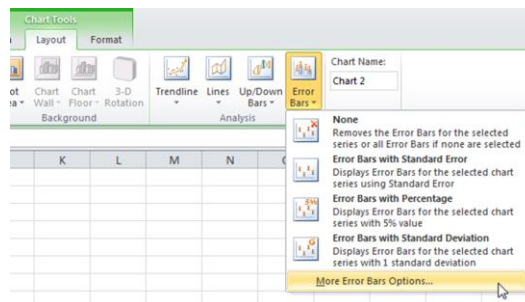 Chart Tools
Layout Format
Chart Wall
Chart Floor
3-D Rotation
Trendline
Lines
Up/Down Bars
Error Bars
Chart Name:
Chart 2
Background
Analysis
K L M N
None
Removes the Error Bars for the selected
series or all Error Bars if none are selected
Error Bars with Standard Error
Displays Error Bars for the selected chart
series using Standard Error
Error Bars with Percentage
Displays Error Bars for the selected chart
series with 5% value
Error Bars with Standard Deviation
Displays Error Bars for the selected chart
series with 1 standard deviation
More Error Bars Options...